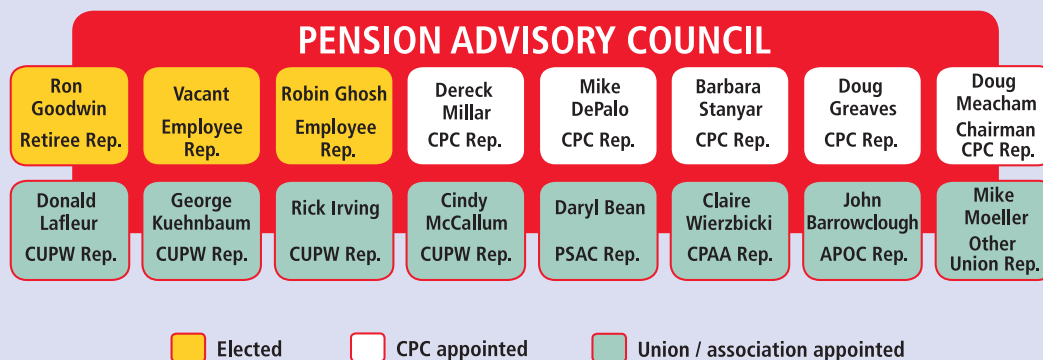 PENSION ADVISORY COUNCIL
Ron
Goodwin
Retiree Rep.
Vacant
Employee
Rep.
Robin Ghosh
Employee
Rep.
Dereck
Millar
CPC Rep.
Mike
DePalo
CPC Rep.
Barbara
Stanyar
CPC Rep.
Doug
Greaves
CPC Rep.
Doug
Meacham
Chairman
CPC Rep.
Donald
Lafleur
CUPW Rep.
George
Kuehnbaum
CUPW Rep.
Rick Irving
CUPW Rep.
Cindy
McCallum
CUPW Rep.
Daryl Bean
PSAC Rep.
Claire
Wierzbicki
CPAA Rep.
John
Barrowclough
APOC Rep.
Mike
Moeller
Other
Union Rep.
Elected
CPC appointed
Union / association appointed